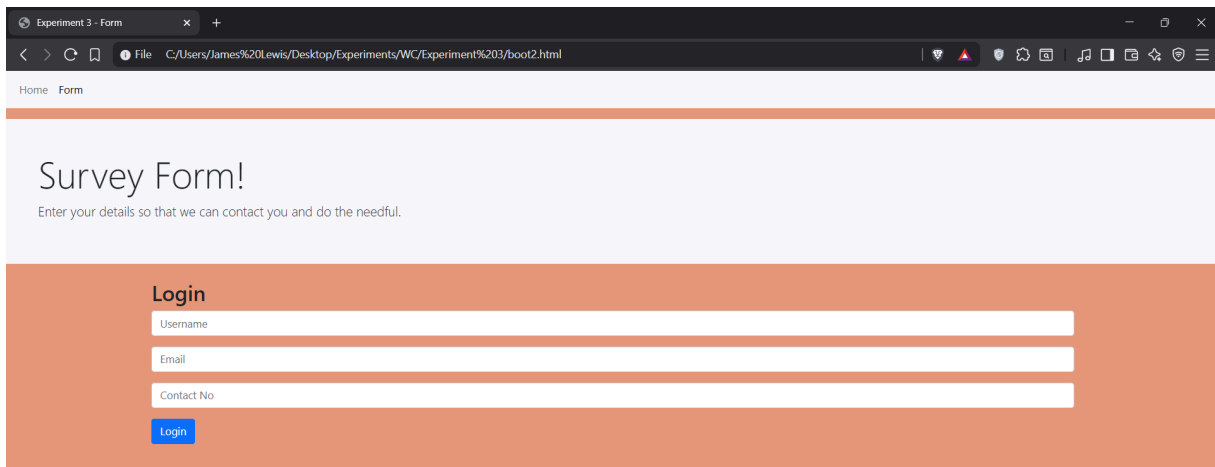 Experiment 3 - Form
File C:/Users/James%20Lewis/Desktop/Experiments/WC/Experiment%203/boot2.html
Home Form
Survey Form!
Enter your details so that we can contact you and do the needful.
Login
Username
Email
Contact No
Login